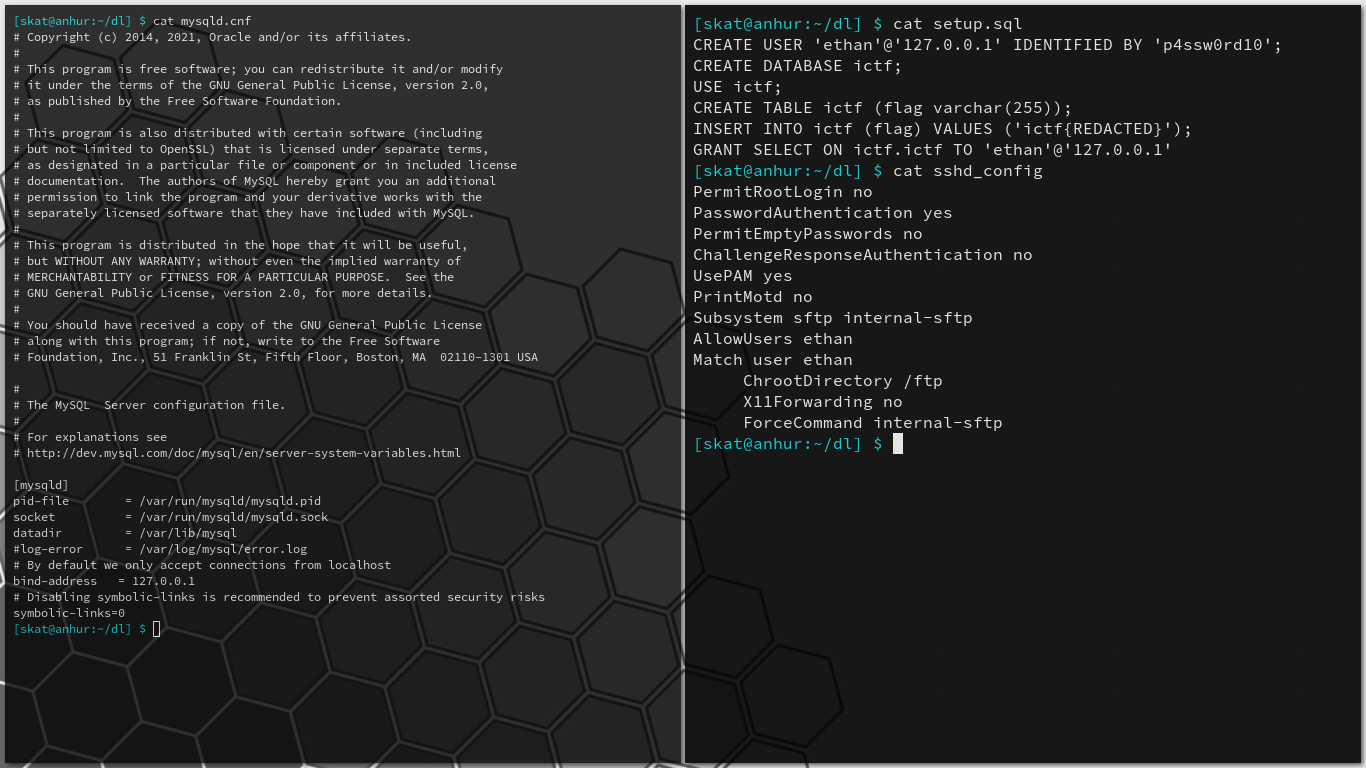 [skat@anhur:~/dl] $ cat mysqld.cnf
# Copyright (c) 2014, 2021, Oracle and/or its affiliates.
#
# This program is free software; you can redistribute it and/or modify
# it under the terms of the GNU General Public License, version 2.0,
# as published by the Free Software Foundation.
#
# This program is also distributed with certain software (including
# but not limited to OpenSSL) that is licensed under separate terms,
# as designated in a particular file or component or in included license
# documentation.  The authors of MySQL hereby grant you an additional
# permission to link the program and your derivative works with the
# separately licensed software that they have included with MySQL.
#
# This program is distributed in the hope that it will be useful,
# but WITHOUT ANY WARRANTY; without even the implied warranty of
# MERCHANTABILITY or FITNESS FOR A PARTICULAR PURPOSE.  See the
# GNU General Public License, version 2.0, for more details.
#
# You should have received a copy of the GNU General Public License
# along with this program; if not, write to the Free Software
# Foundation, Inc., 51 Franklin St, Fifth Floor, Boston, MA  02110-1301 USA

#
# The MySQL  Server configuration file.
#
# For explanations see
# http://dev.mysql.com/doc/mysql/en/server-system-variables.html

[mysqld]
pid-file        = /var/run/mysqld/mysqld.pid
socket          = /var/run/mysqld/mysqld.sock
datadir         = /var/lib/mysql
#log-error      = /var/log/mysql/error.log
# By default we only accept connections from localhost
bind-address   = 127.0.0.1
# Disabling symbolic-links is recommended to prevent assorted security risks
symbolic-links=0
[skat@anhur:~/dl] $
[skat@anhur:~/dl] $ cat setup.sql
CREATE USER 'ethan'@'127.0.0.1' IDENTIFIED BY 'p4ssw0rd10';
CREATE DATABASE ictf;
USE ictf;
CREATE TABLE ictf (flag varchar(255));
INSERT INTO ictf (flag) VALUES ('ictf{REDACTED}');
GRANT SELECT ON ictf.ictf TO 'ethan'@'127.0.0.1'
[skat@anhur:~/dl] $ cat sshd_config
PermitRootLogin no
PasswordAuthentication yes
PermitEmptyPasswords no
ChallengeResponseAuthentication no
UsePAM yes
PrintMotd no
Subsystem sftp internal-sftp
AllowUsers ethan
Match user ethan
     ChrootDirectory /ftp
     X11Forwarding no
     ForceCommand internal-sftp
[skat@anhur:~/dl] $